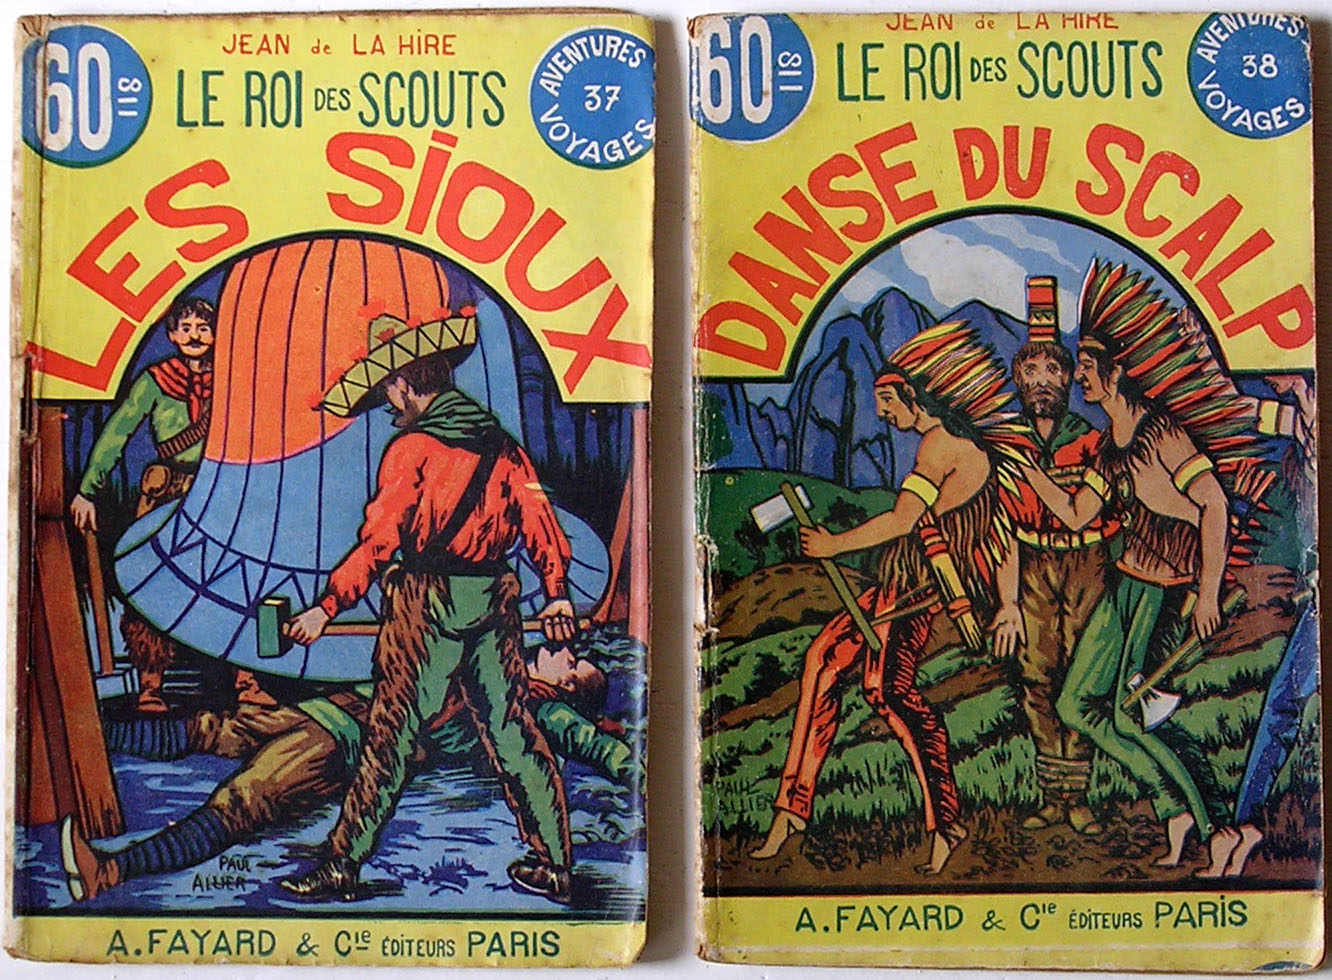 60
81
JEAN de LA HIRE
LE ROI DES SCOUTS
AVENTURES
37
VOYAGES
LES SIOUX
PAUL
ALLIER
A. FAYARD & Cie ÉDITEURS PARIS
60
81
JEAN de LA HIRE
LE ROI DES SCOUTS
AVENTURES
38
VOYAGES
DANSE DU SCALP
PAUL
ALLIER
A. FAYARD & Cie ÉDITEURS PARIS